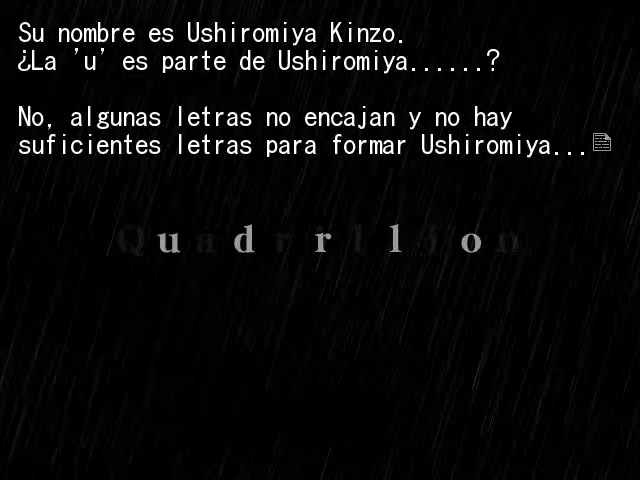 Su nombre es Ushiromiya Kinzo.
¿La 'u' es parte de Ushiromiya......?
No, algunas letras no encajan y no hay
suficientes letras para formar Ushiromiya...
Quadrillion